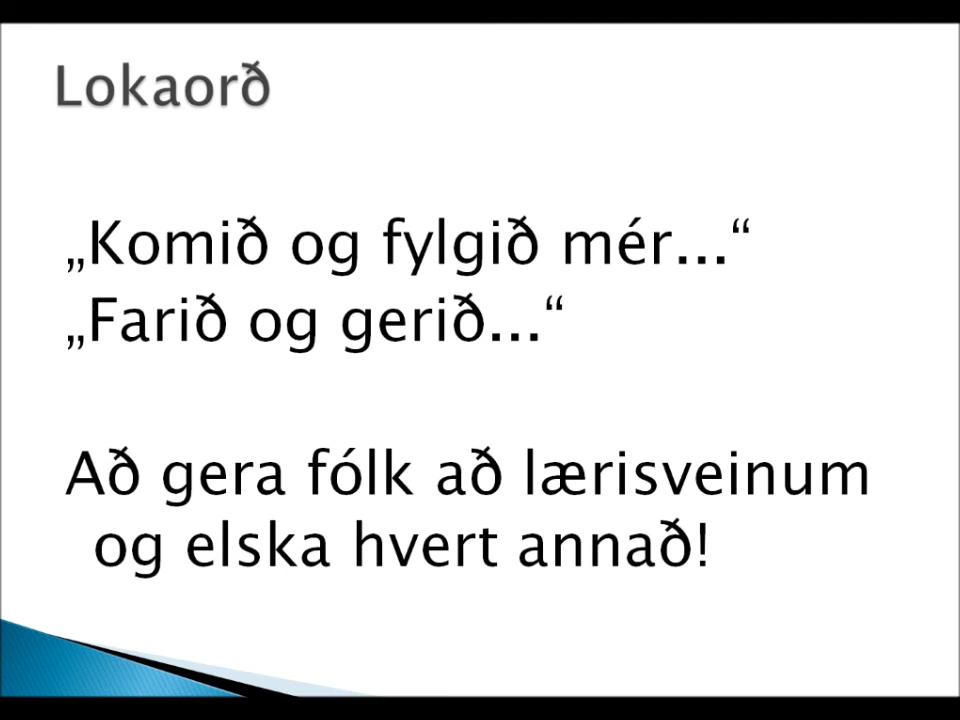 Lokaorð
„Komið og fylgið mér...“
„Farið og gerið...“
Að gera fólk að lærisveinum
og elska hvert annað!